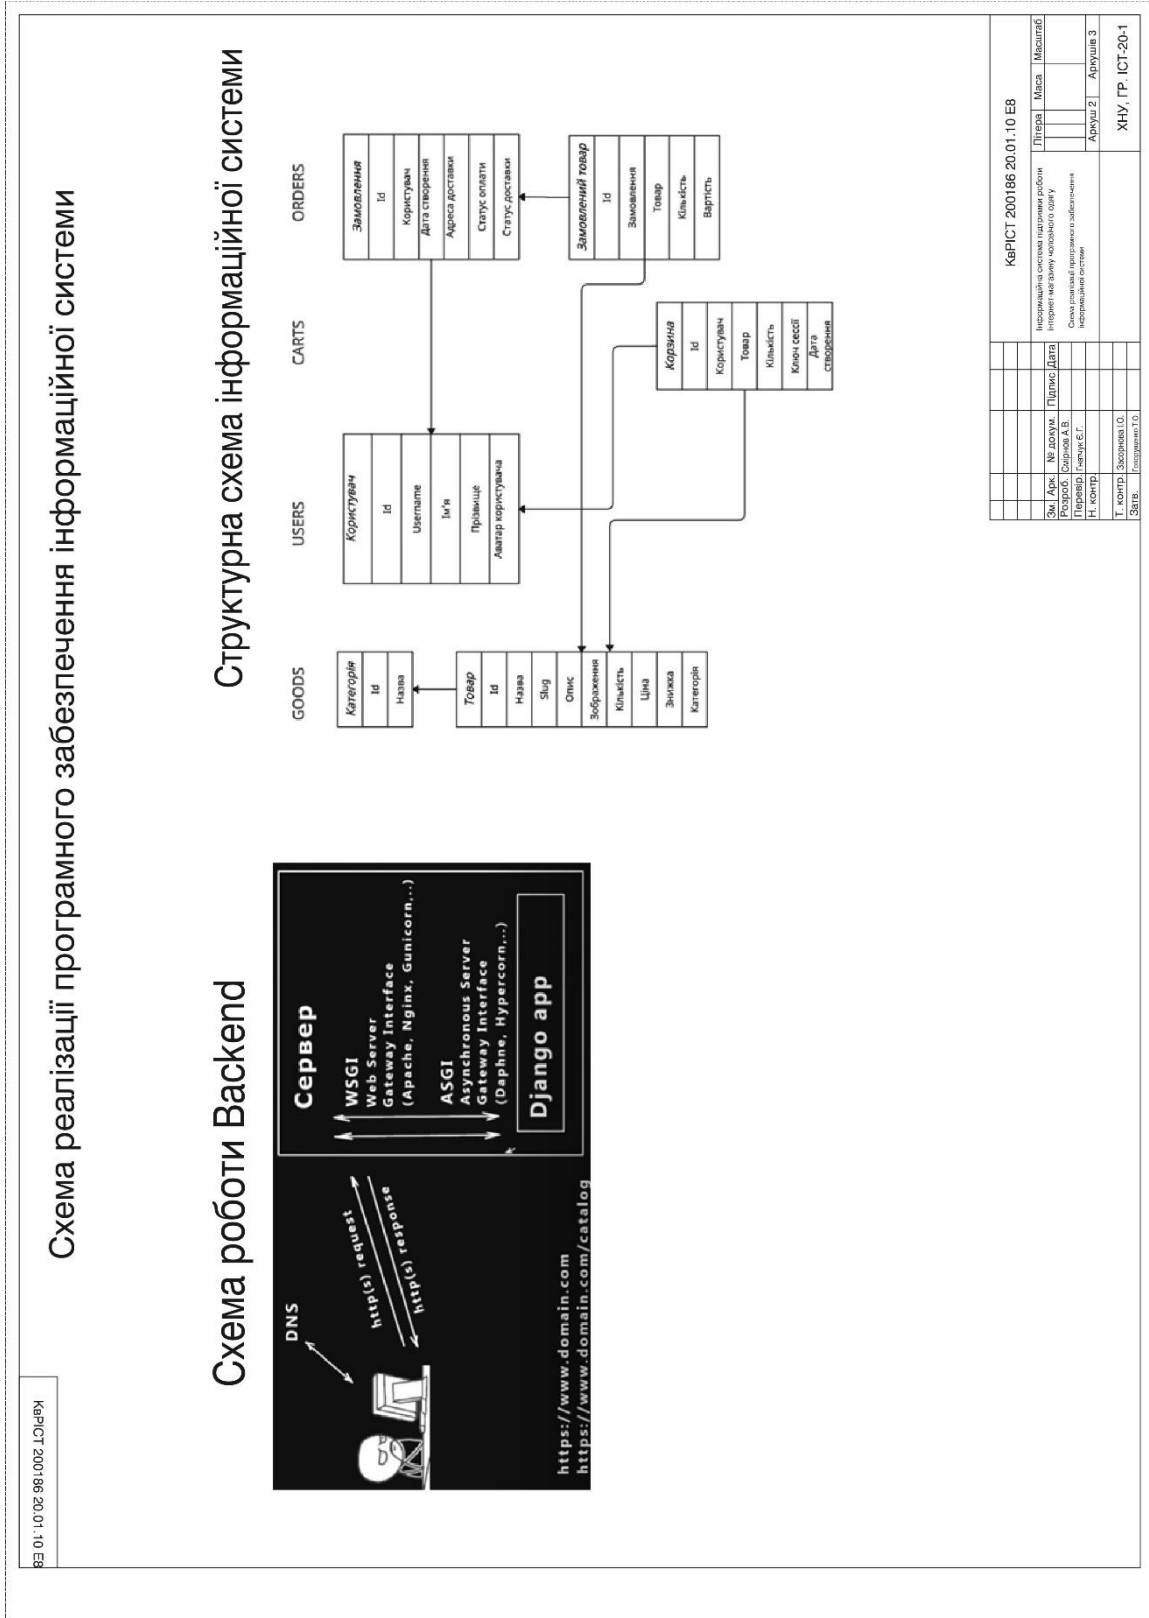 КвРІСТ 200186 20.01.10 Е8
Схема реалізації програмного забезпечення інформаційної системи
Схема роботи Backend
DNS
http(s) request
http(s) response
https://www.domain.com
https://www.domain.com/catalog
Сервер
WSGI
Web Server
Gateway Interface
(Apache, Nginx, Gunicorn,..)
ASGI
Asynchronous Server
Gateway Interface
(Daphne, Hypercorn,..)
Django app
Структурна схема інформаційної системи
GOODS
USERS
CARTS
ORDERS
Категорія
Id
Назва
Товар
Id
Назва
Slug
Опис
Зображення
Кількість
Ціна
Знижка
Категорія
Користувач
Id
Username
Ім'я
Прізвище
Аватар користувача
Корзина
Id
Користувач
Товар
Кількість
Ключ сессії
Дата
створення
Замовлення
Id
Користувач
Дата створення
Адреса доставки
Статус оплати
Статус доставки
Замовлений товар
Id
Замовлення
Товар
Кількість
Вартість
КвРІСТ 200186 20.01.10 Е8
Зм. Арк. № докум. Підпис Дата
Розроб. Смірнов А.В.
Перевір. Гнатчук Є.Г.
Н. контр.
Т. контр. Засорнова І.О.
Затв. Говорущенко Т.О.
Інформаційна система підтримки роботи
інтернет-магазину чоловічого одягу
Схема реалізації програмного забезпечення
інформаційної системи
Літера Маса Масштаб
Аркуш 2 Аркушів 3
ХНУ, ГР. ІСТ-20-1